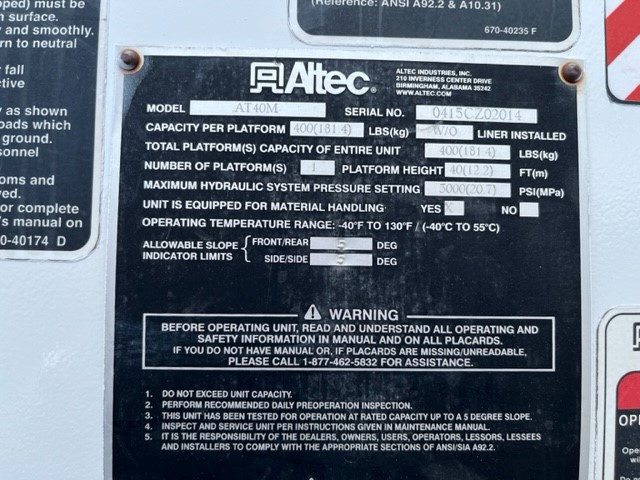 pped) must be
n surface.
y and smoothly.
rn to neutral
y fall
ective
y as shown
oads which
ground.
sonnel
oms and
ved.
or complete
's manual on
0-40174 D
(Reference: ANSI A92.2 & A10.31)
670-40235 F
Altec
ALTEC INDUSTRIES, INC.
210 INVERNESS CENTER DRIVE
BIRMINGHAM, ALABAMA 35242
WWW.ALTEC.COM
MODEL AT40M SERIAL NO. 0415CZ02014
CAPACITY PER PLATFORM 400(181.4) LBS(kg) W/O LINER INSTALLED
TOTAL PLATFORM(S) CAPACITY OF ENTIRE UNIT 400(181.4) LBS(kg)
NUMBER OF PLATFORM(S) 1 PLATFORM HEIGHT 40(12.2) FT(m)
MAXIMUM HYDRAULIC SYSTEM PRESSURE SETTING 3000(20.7) PSI(MPa)
UNIT IS EQUIPPED FOR MATERIAL HANDLING YES X NO
OPERATING TEMPERATURE RANGE: -40°F TO 130°F / (-40°C TO 55°C)
ALLOWABLE SLOPE INDICATOR LIMITS
FRONT/REAR 5 DEG
SIDE/SIDE 5 DEG
WARNING
BEFORE OPERATING UNIT, READ AND UNDERSTAND ALL OPERATING AND
SAFETY INFORMATION IN MANUAL AND ON ALL PLACARDS.
IF YOU DO NOT HAVE MANUAL OR, IF PLACARDS ARE MISSING/UNREADABLE,
PLEASE CALL 1-877-462-5832 FOR ASSISTANCE.
1. DO NOT EXCEED UNIT CAPACITY.
2. PERFORM RECOMMENDED DAILY PREOPERATION INSPECTION.
3. THIS UNIT HAS BEEN TESTED FOR OPERATION AT RATED CAPACITY UP TO A 5 DEGREE SLOPE.
4. INSPECT AND SERVICE UNIT PER INSTRUCTIONS GIVEN IN MAINTENANCE MANUAL.
5. IT IS THE RESPONSIBILITY OF THE DEALERS, OWNERS, USERS, OPERATORS, LESSORS, LESSEES
AND INSTALLERS TO COMPLY WITH THE APPROPRIATE SECTIONS OF ANSI/SIA A92.2.
OPE
Ope
wil